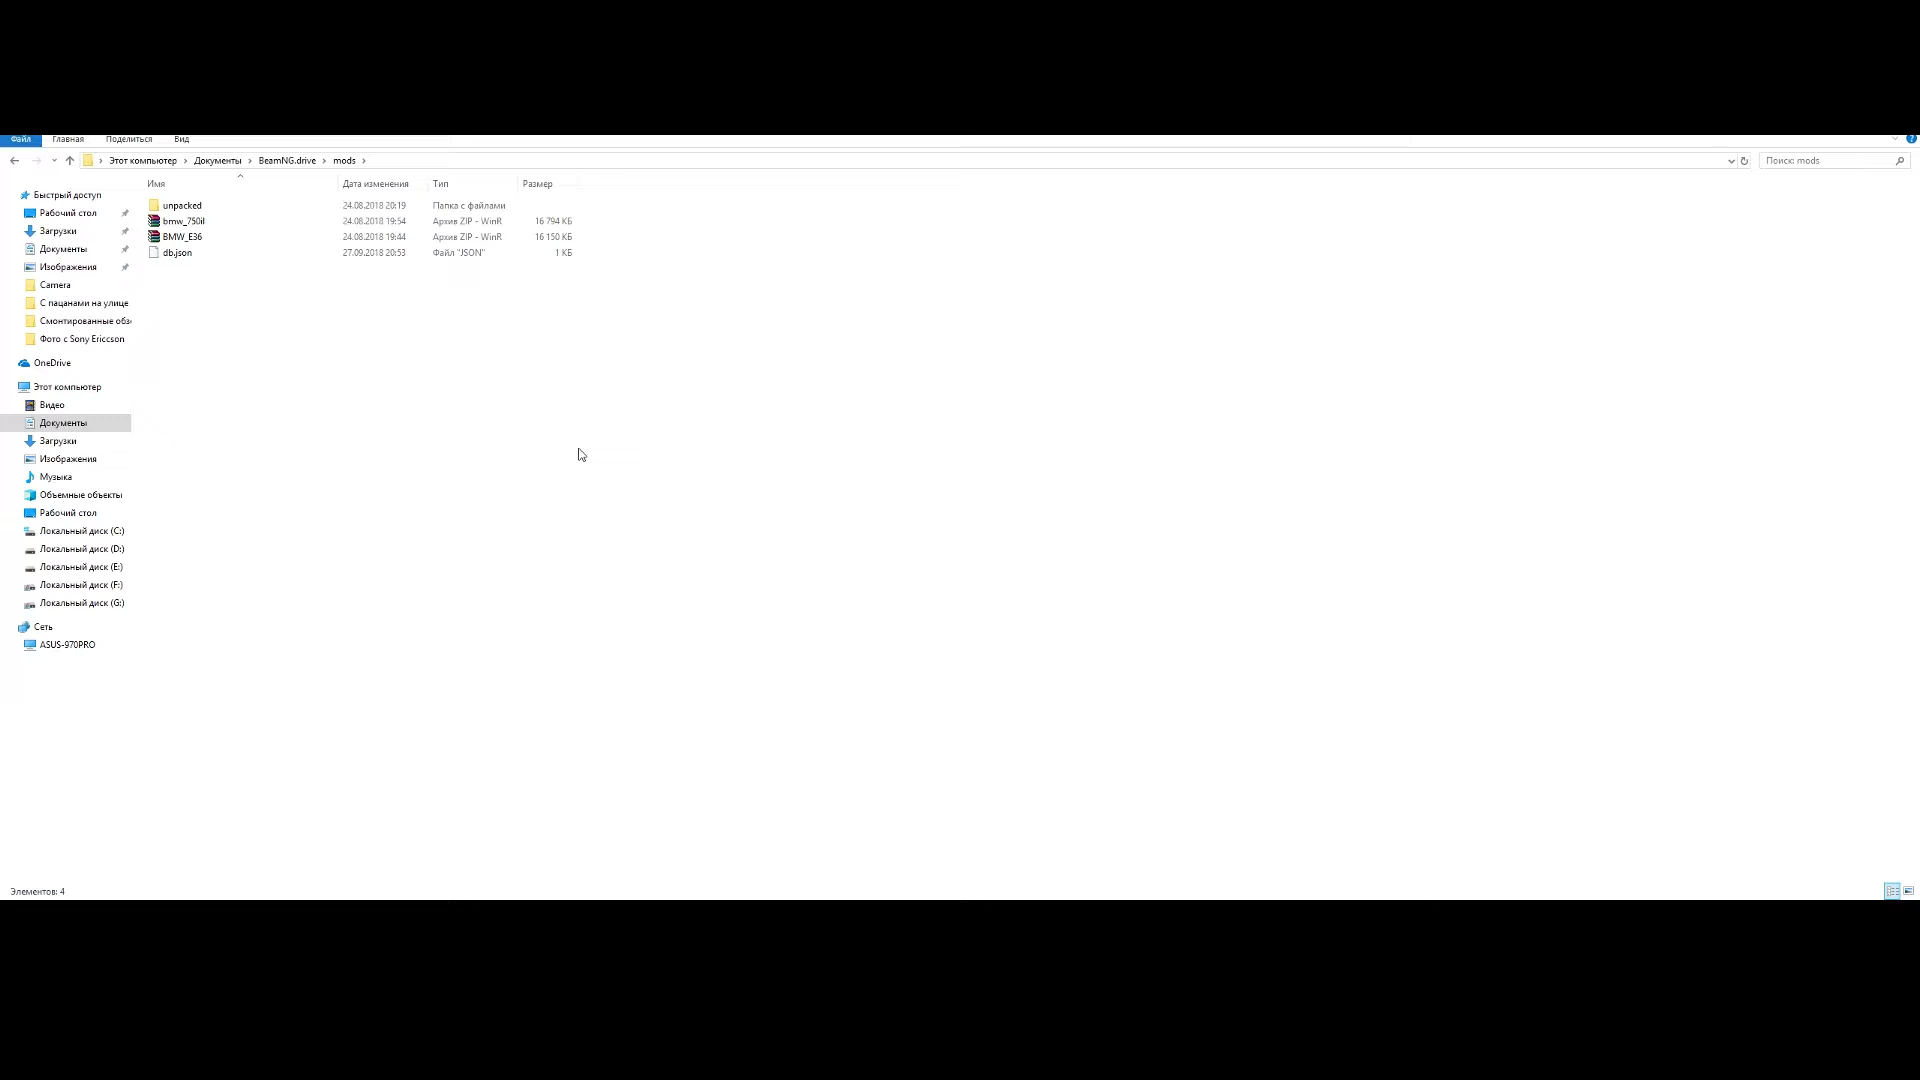 Файл Главная Поделиться Вид
Этот компьютер › Документы › BeamNG.drive › mods ›
Поиск: mods
Имя Дата изменения Тип Размер
unpacked 24.08.2018 20:19 Папка с файлами
bmw_750il 24.08.2018 19:54 Архив ZIP - WinR 16 794 КБ
BMW_E36 24.08.2018 19:44 Архив ZIP - WinR 16 150 КБ
db.json 27.09.2018 20:53 Файл "JSON" 1 КБ
Быстрый доступ
Рабочий стол
Загрузки
Документы
Изображения
Camera
С пацанами на улице
Смонтированные обз
Фото с Sony Ericcson
OneDrive
Этот компьютер
Видео
Документы
Загрузки
Изображения
Музыка
Объемные объекты
Рабочий стол
Локальный диск (C:)
Локальный диск (D:)
Локальный диск (E:)
Локальный диск (F:)
Локальный диск (G:)
Сеть
ASUS-970PRO
Элементов: 4